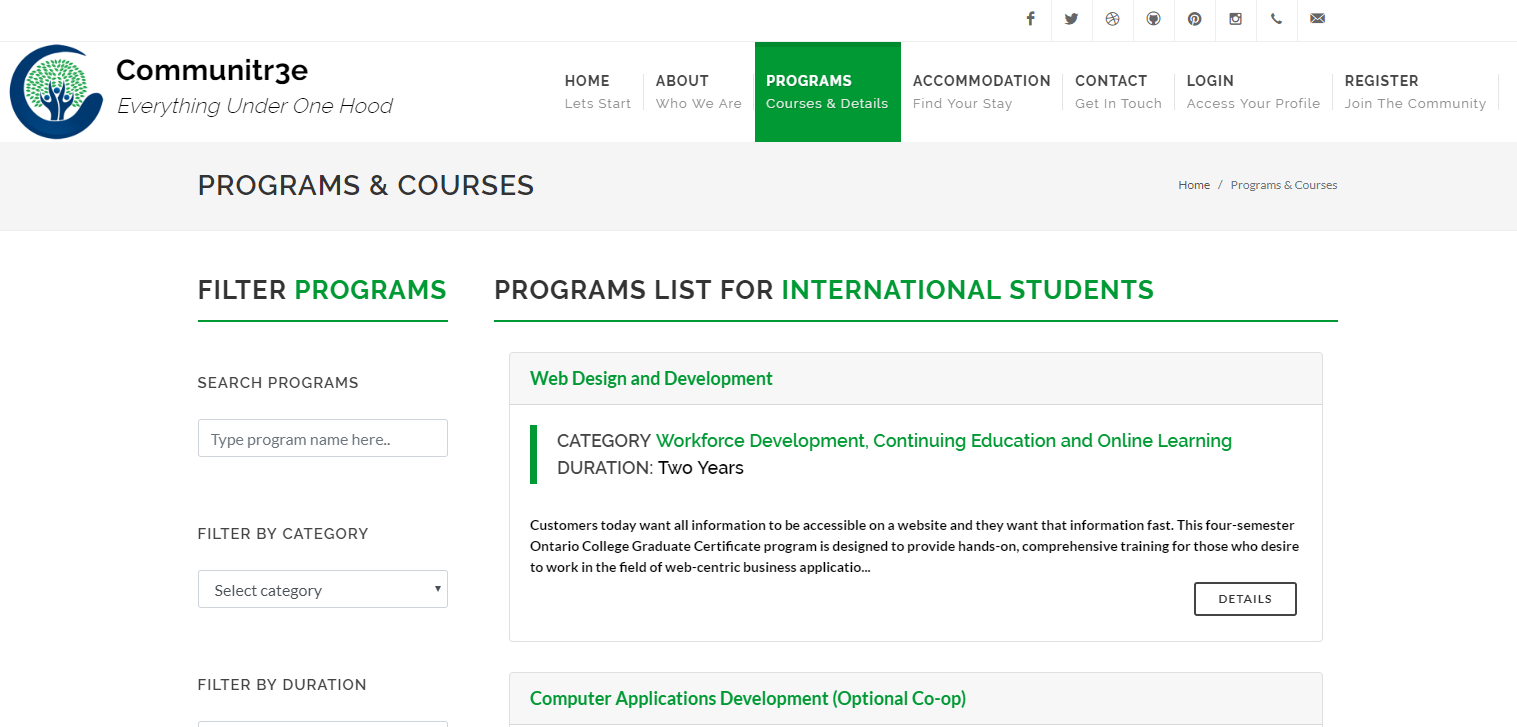 Communitr3e
Everything Under One Hood
HOME
Lets Start
ABOUT
Who We Are
PROGRAMS
Courses & Details
ACCOMMODATION
Find Your Stay
CONTACT
Get In Touch
LOGIN
Access Your Profile
REGISTER
Join The Community
PROGRAMS & COURSES
Home / Programs & Courses
FILTER PROGRAMS
SEARCH PROGRAMS
Type program name here..
FILTER BY CATEGORY
Select category
FILTER BY DURATION
PROGRAMS LIST FOR INTERNATIONAL STUDENTS
Web Design and Development
CATEGORY Workforce Development, Continuing Education and Online Learning
DURATION: Two Years
Customers today want all information to be accessible on a website and they want that information fast. This four-semester
Ontario College Graduate Certificate program is designed to provide hands-on, comprehensive training for those who desire
to work in the field of web-centric business applicatio...
DETAILS
Computer Applications Development (Optional Co-op)